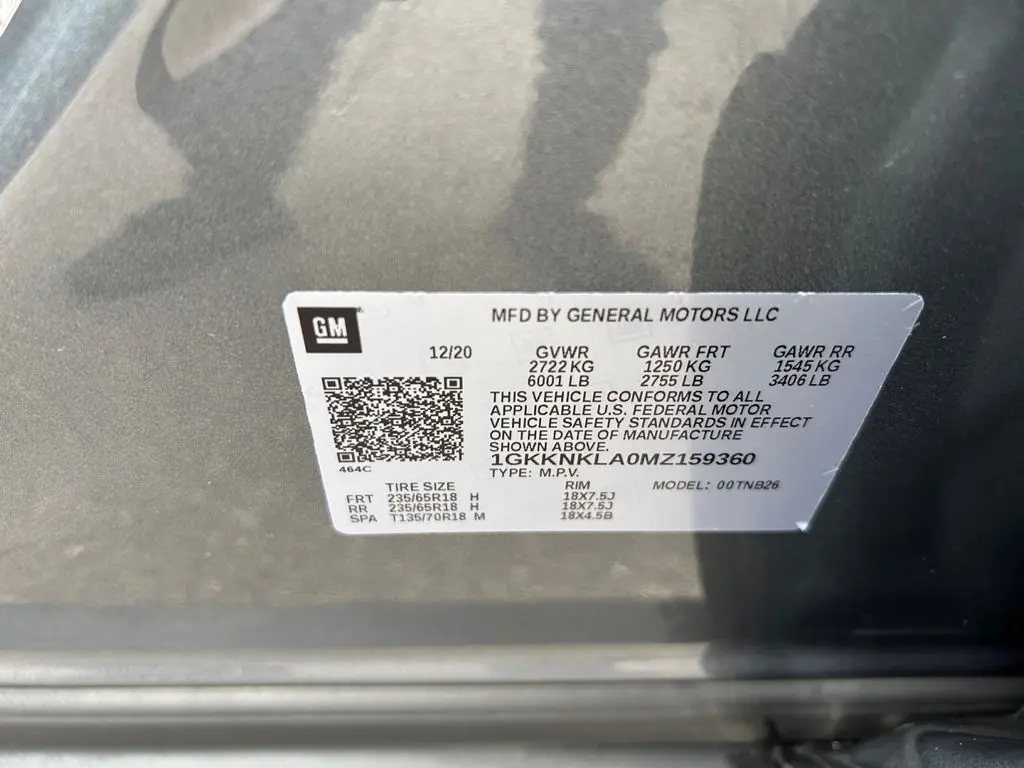 GM
MFD BY GENERAL MOTORS LLC
12/20 GVWR GAWR FRT GAWR RR
2722 KG 1250 KG 1545 KG
6001 LB 2755 LB 3406 LB
THIS VEHICLE CONFORMS TO ALL
APPLICABLE U.S. FEDERAL MOTOR
VEHICLE SAFETY STANDARDS IN EFFECT
ON THE DATE OF MANUFACTURE
SHOWN ABOVE.
1GKKNKLA0MZ159360
464C
TYPE: M.P.V.
TIRE SIZE RIM MODEL: 00TNB26
FRT 235/65R18 H 18X7.5J
RR 235/65R18 H 18X7.5J
SPA T135/70R18 M 18X4.5B